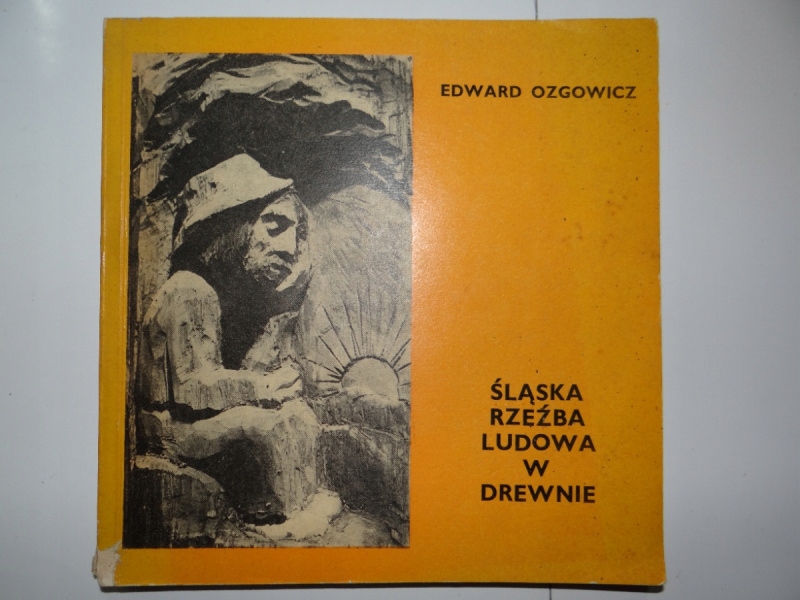 EDWARD OZGOWICZ
ŚLĄSKA
RZEŹBA
LUDOWA
W
DREWNIE